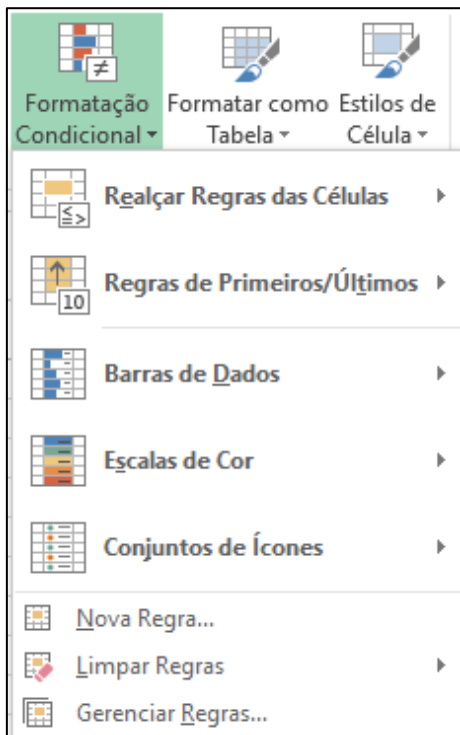 Formatação Formatar como Estilos de
Condicional Tabela Célula
≠
≤ >
Realçar Regras das Células
10
Regras de Primeiros/Últimos
Barras de Dados
Escalas de Cor
Conjuntos de Ícones
Nova Regra...
Limpar Regras
Gerenciar Regras...